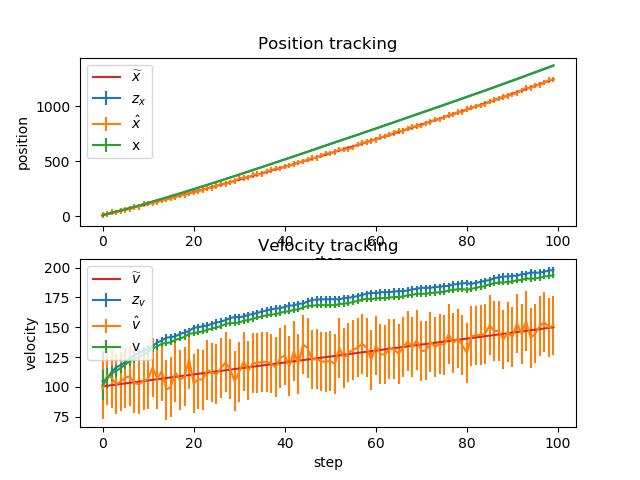 Position tracking
x̃
z_x
x̂
x
position
1000
500
0
0 20 40 60 80 100
step
Velocity tracking
ṽ
z_v
v̂
v
velocity
200
175
150
125
100
75
0 20 40 60 80 100
step